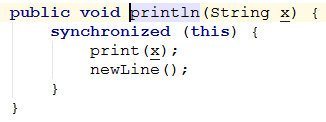 public void println(String x) {
    synchronized (this) {
        print(x);
        newLine();
    }
}